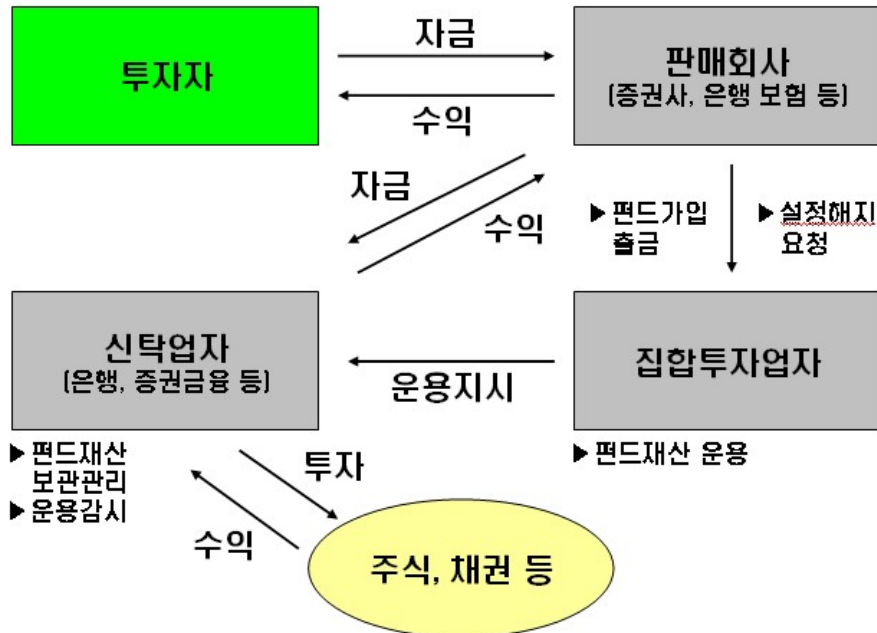 투자자
자금
수익
판매회사
(증권사, 은행 보험 등)
자금
수익
▶ 펀드가입
출금
▶ 설정해지
요청
신탁업자
(은행, 증권금융 등)
운용지시
집합투자업자
▶ 펀드재산
보관관리
▶ 운용감시
▶ 펀드재산 운용
투자
수익
주식, 채권 등